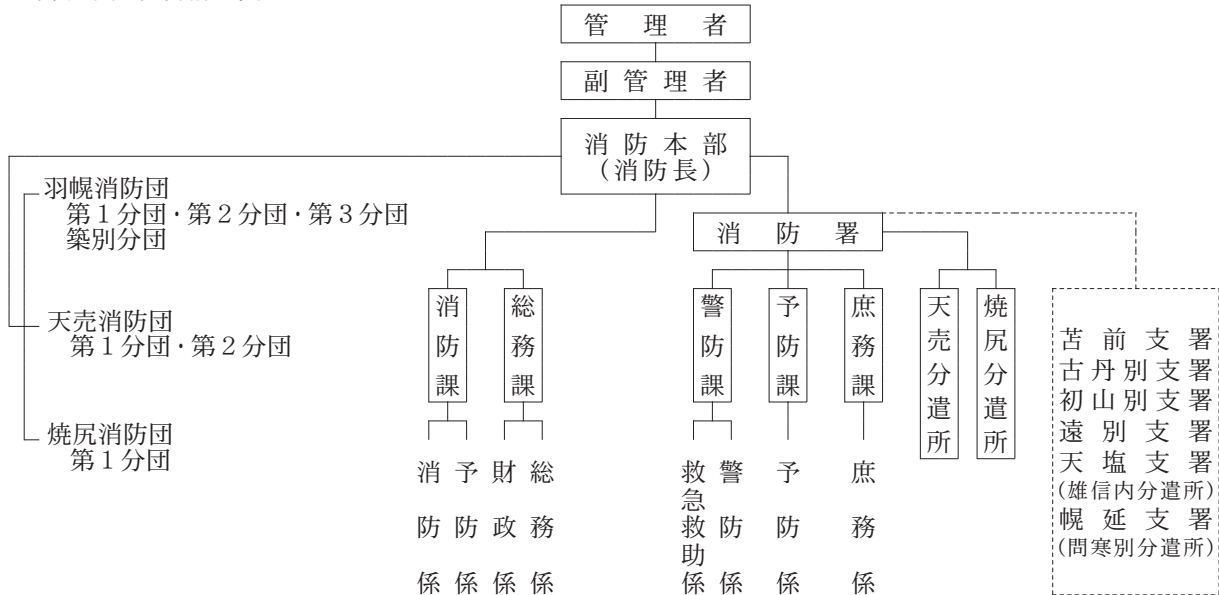 管理者
副管理者
消防本部
(消防長)
羽幌消防団
第1分団・第2分団・第3分団
築別分団
天売消防団
第1分団・第2分団
焼尻消防団
第1分団
消防署
消防課
総務課
警防課
予防課
庶務課
天売分遣所
焼尻分遣所
消防係
予防係
財政係
総務係
救急救助係
警防係
予防係
庶務係
苫前支署
古丹別支署
初山別支署
遠別支署
天塩支署
(雄信内分遣所)
幌延支署
(問寒別分遣所)